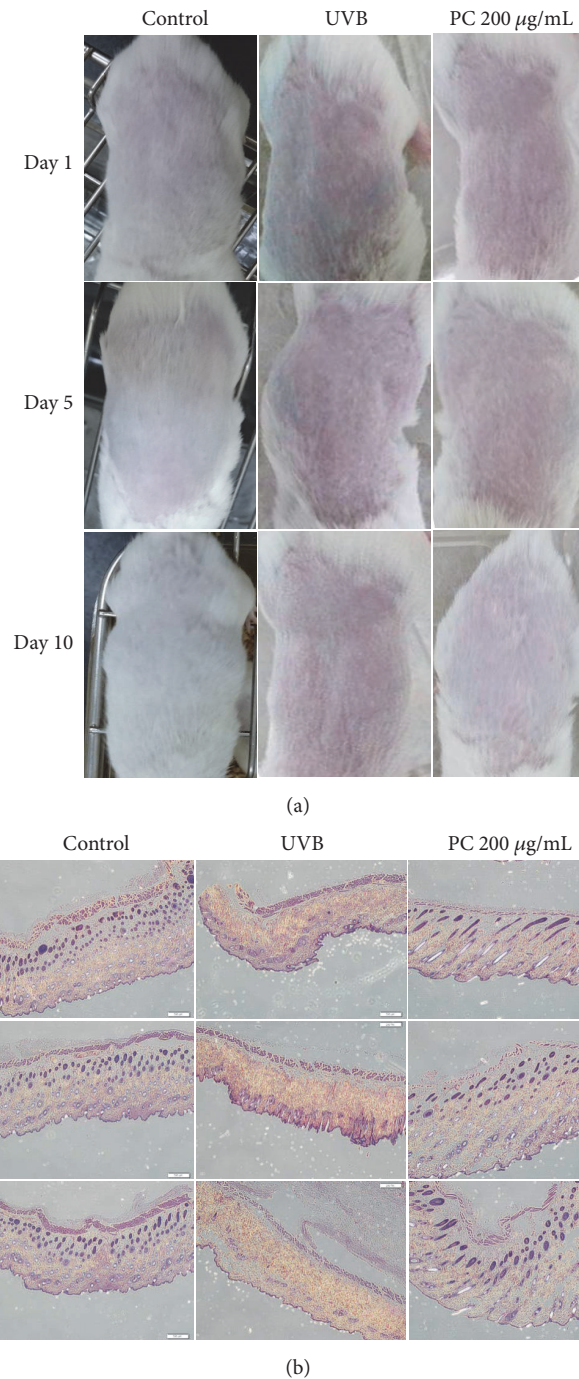 Control UVB PC 200 μg/mL
Day 1
Day 5
Day 10
(a)
Control UVB PC 200 μg/mL
(b)